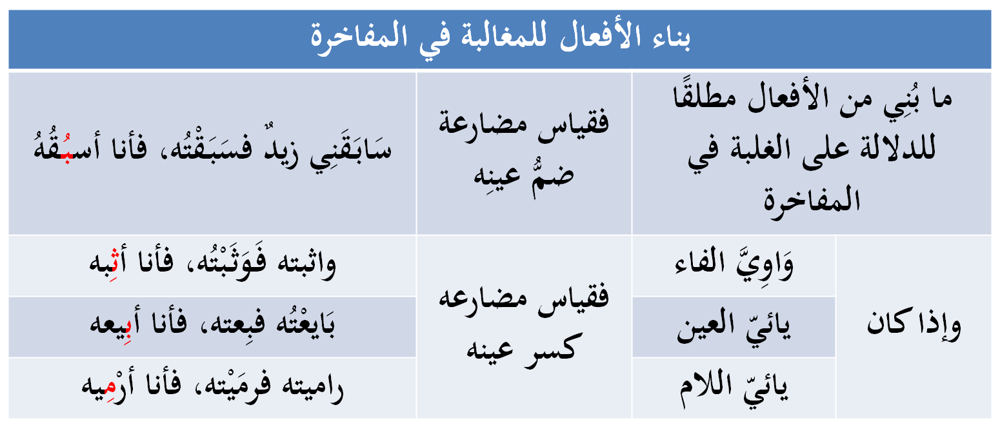 بناء الأفعال للمغالبة في المفاخرة
ما بُنِي من الأفعال مطلقًا
للدلالة على الغلبة في
المفاخرة
فقياس مضارعة
ضمُّ عينِه
سَابَقَنِي زيدٌ فسَبَقْتُه، فأنا أسبُقُهُ
وإذا كان
وَاوِيَّ الفاء
فقياس مضارعه
كسر عينه
واثبته فَوَثَبْتُه، فأنا أثِبه
يائيّ العين
بَايعْتُه فبِعته، فأنا أبِيعه
يائيّ اللام
راميته فرمَيْته، فأنا أرْمِيه